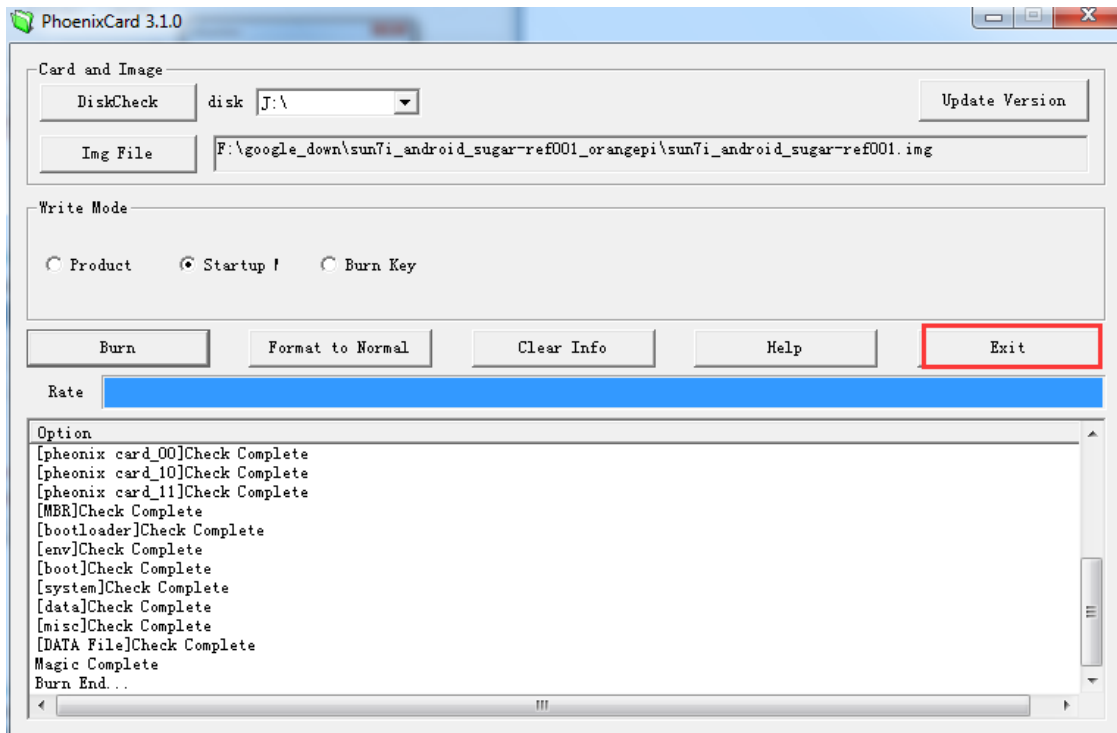 PhoenixCard 3.1.0
Card and Image
DiskCheck disk J:\ Update Version
Img File F:\google_down\sun7i_android_sugar-ref001_orangepi\sun7i_android_sugar-ref001.img
Write Mode
Product Startup Burn Key
Burn Format to Normal Clear Info Help Exit
Rate
Option
[pheonix card_00]Check Complete
[pheonix card_10]Check Complete
[pheonix card_11]Check Complete
[MBR]Check Complete
[bootloader]Check Complete
[env]Check Complete
[boot]Check Complete
[system]Check Complete
[data]Check Complete
[misc]Check Complete
[DATA File]Check Complete
Magic Complete
Burn End...